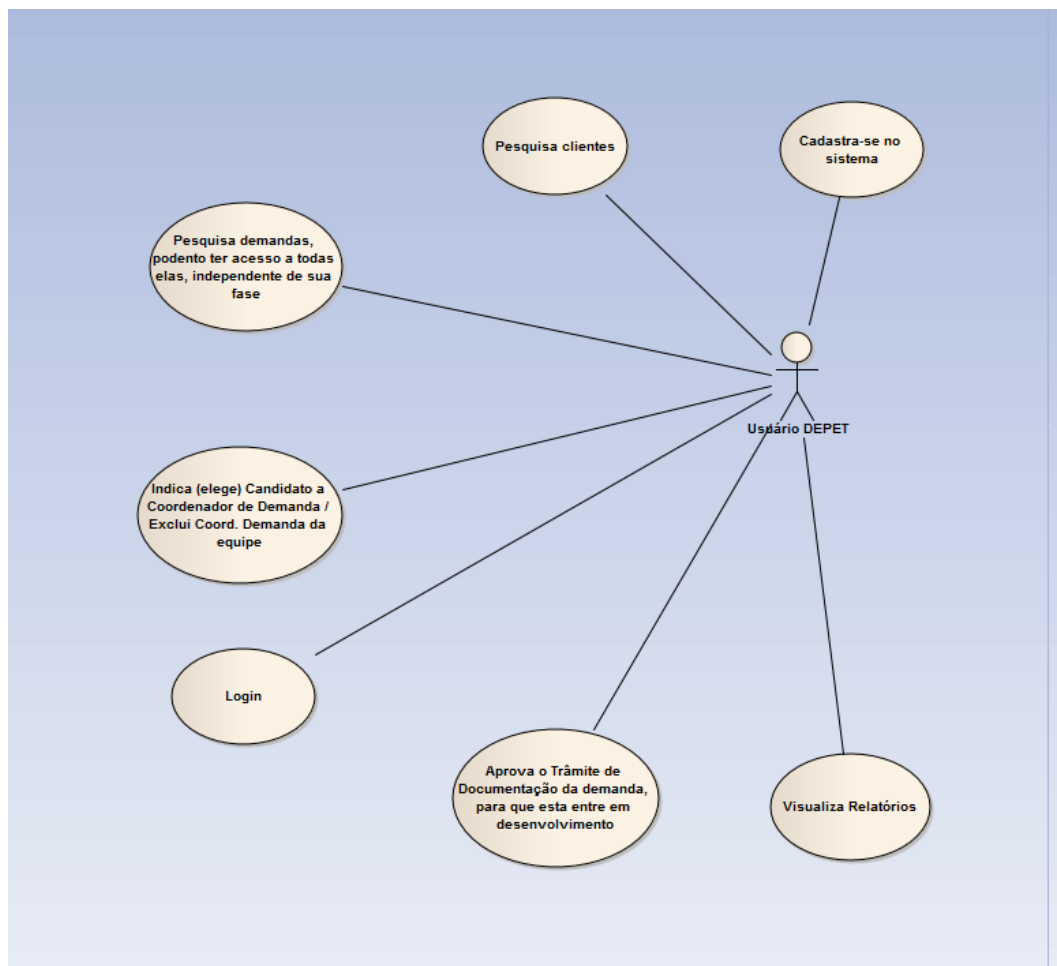 Pesquisa clientes
Cadastra-se no
sistema
Pesquisa demandas,
podento ter acesso a todas
elas, independente de sua
fase
Usuário DEPET
Indica (elege) Candidato a
Coordenador de Demanda /
Exclui Coord. Demanda da
equipe
Login
Aprova o Trâmite de
Documentação da demanda,
para que esta entre em
desenvolvimento
Visualiza Relatórios